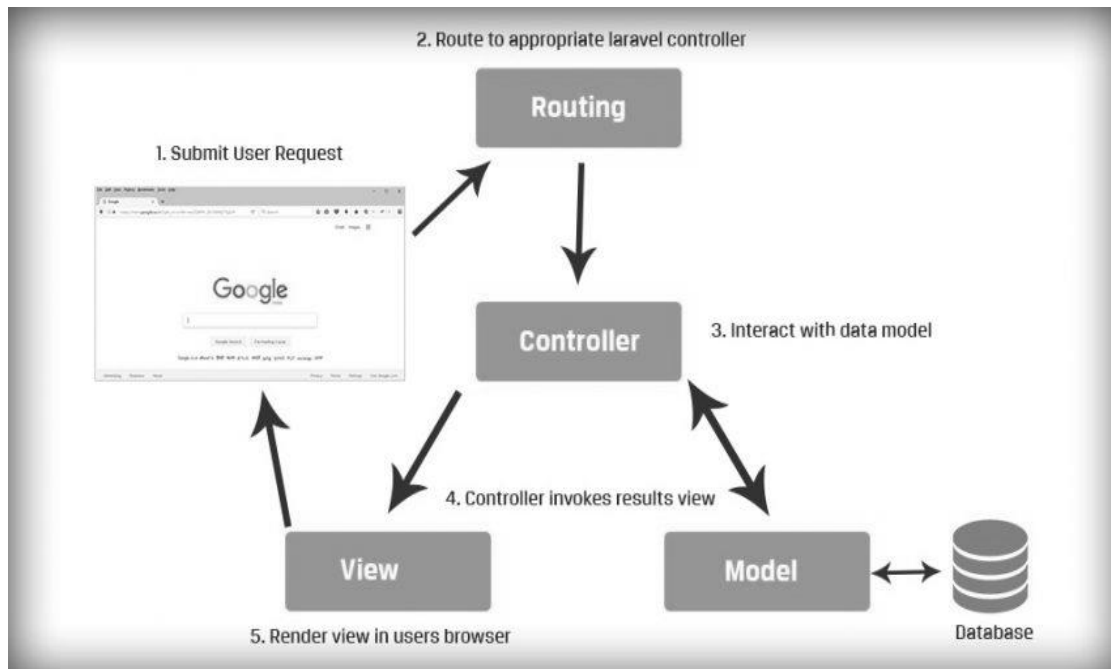 2. Route to appropriate laravel controller
Routing
1. Submit User Request
Google
Google
Controller
3. Interact with data model
4. Controller invokes results view
View
Model
5. Render view in users browser
Database